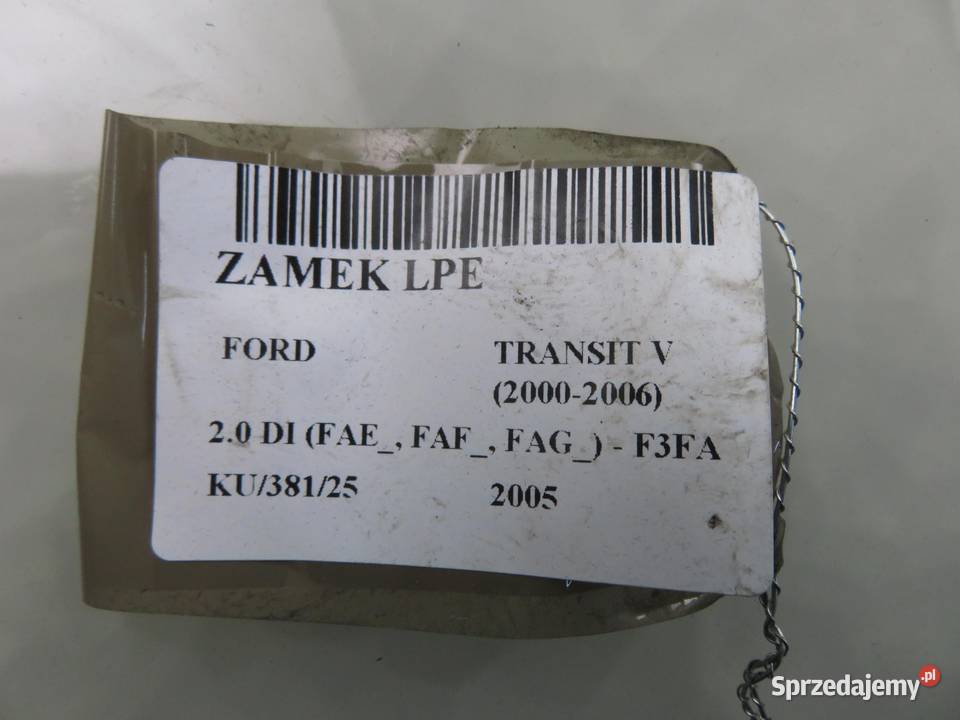 ZAMEK LPE
FORD TRANSIT V
(2000-2006)
2.0 DI (FAE_, FAF_, FAG_) - F3FA
KU/381/25 2005
Sprzedajemy.pl